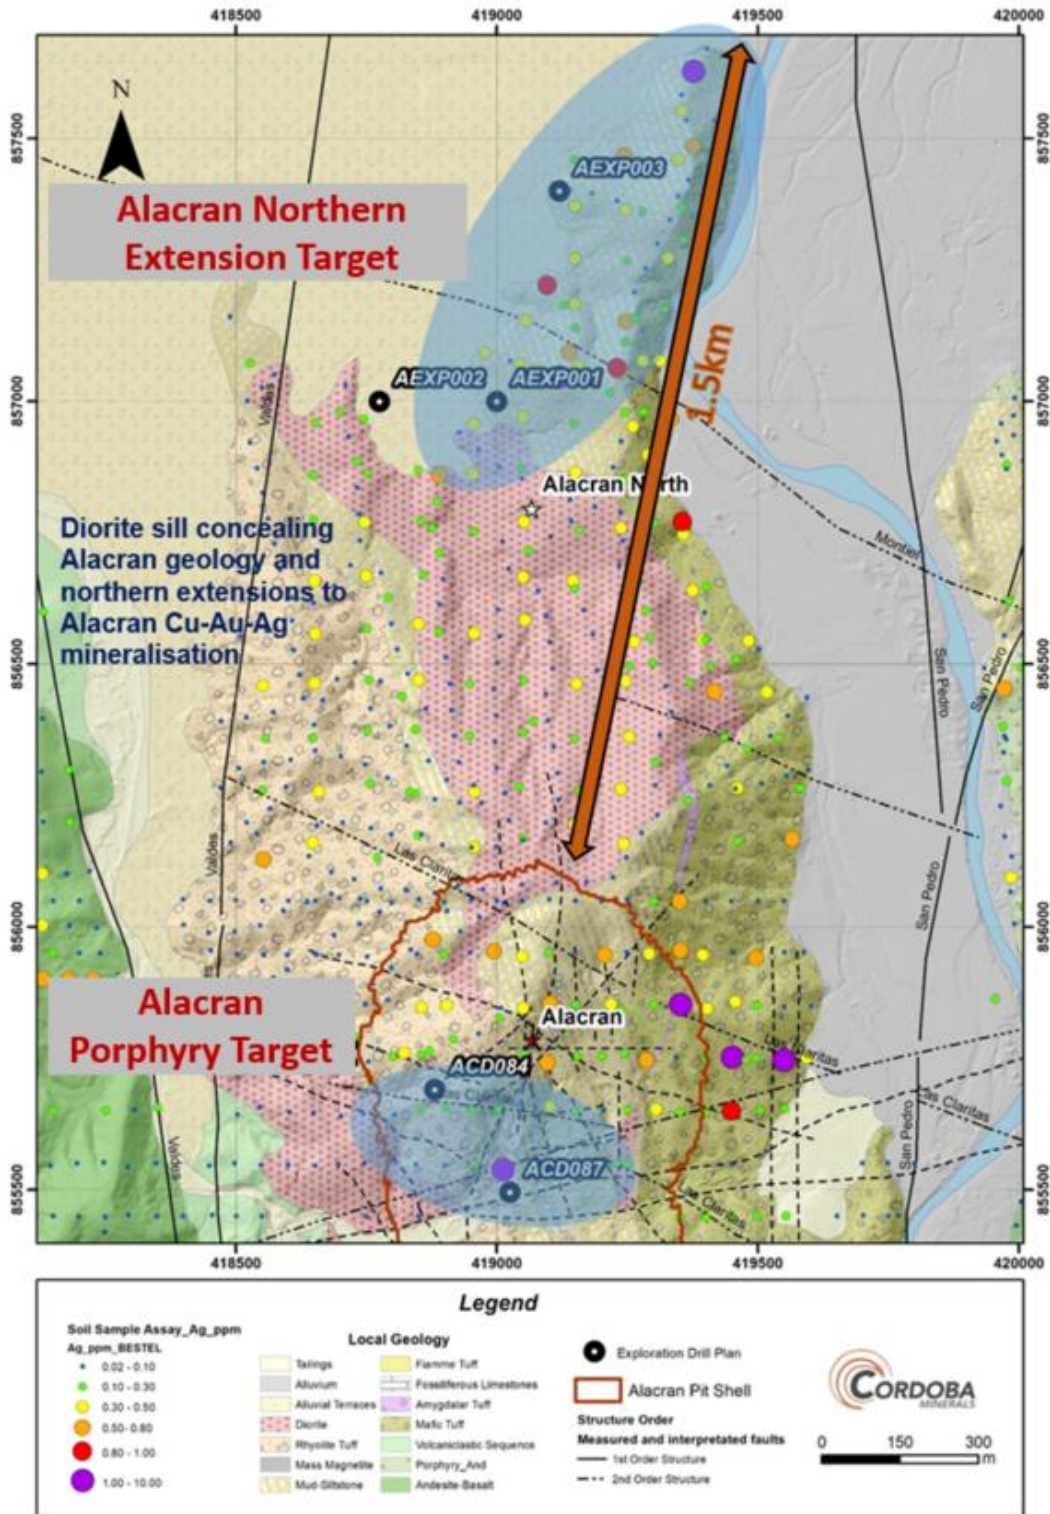 418500 419000 419500 420000
N
857500 857500
AEXP003
Alacran Northern
Extension Target
1.5km
AEXP002 AEXP001
857000 857000
Valdes
Alacran North
Diorite sill concealing
Alacran geology and
northern extensions to
Alacran Cu-Au-Ag
mineralisation
Montiel
856500 856500
San Pedro San Pedro
Valdes
Las Claritas
San Pedro
856000 856000
Alacran
Porphyry Target
Alacran
Las Claritas
ACD084
Las Claritas
Las Claritas
San Pedro
Valdes
ACD087
855500 855500
Las Claritas
418500 419000 419500 420000
Legend
Soil Sample Assay_Ag_ppm
Ag_ppm_BESTEL
0.02 - 0.10
0.10 - 0.30
0.30 - 0.50
0.50- 0.80
0.80 - 1.00
1.00 - 10.00
Local Geology
Tailings
Alluvium
Alluvial Terraces
Diorite
Rhyolite Tuff
Mass Magnetite
Mud-Siltstone
Fiamme Tuff
Fossiliferous Limestones
Amygdalar Tuff
Mafic Tuff
Volcaniclastic Sequence
Porphyry_And
Andesite-Basalt
Exploration Drill Plan
Alacran Pit Shell
Structure Order
Measured and interpretated faults
1st Order Structure
2nd Order Structure
CORDOBA
MINERALS
0 150 300
m